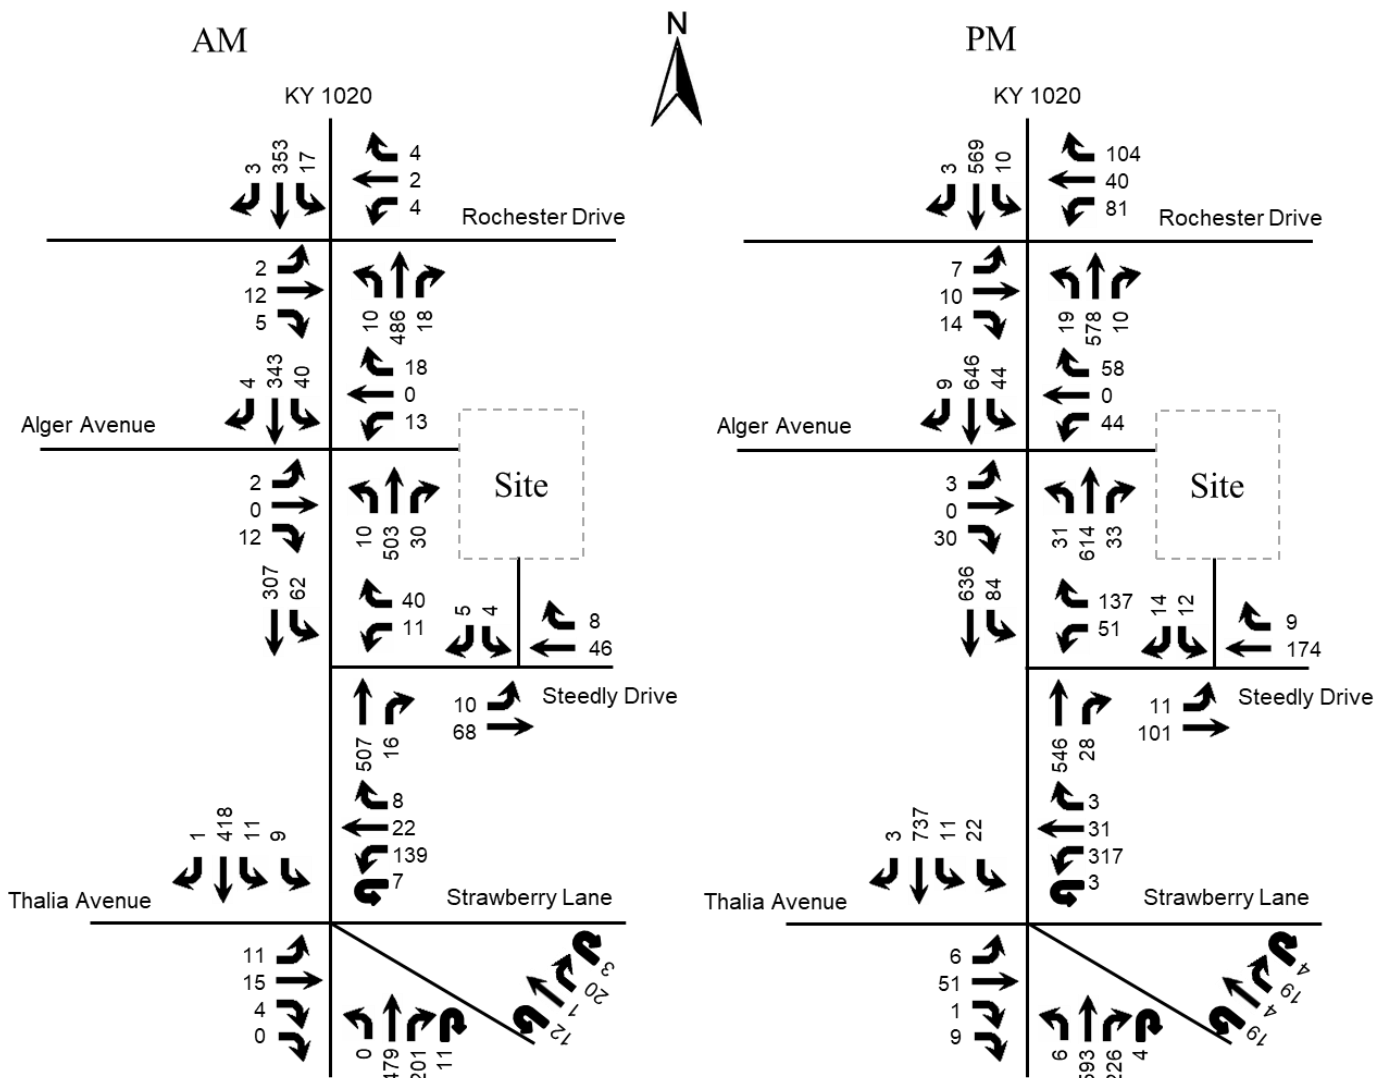 N
AM
PM
KY 1020
KY 1020
3 353 17
4
2
4
Rochester Drive
2
12
5
10 486 18
4 343 40
18
0
13
Alger Avenue
Site
2
0
12
10 503 30
307 62
40
11
5 4
8
46
Steedly Drive
10
68
507 16
1 418 11 9
8
22
139
7
Thalia Avenue
Strawberry Lane
11
15
4
0
0 479 201 11
12 1 20 3
3 569 10
104
40
81
Rochester Drive
7
10
14
19 578 10
9 646 44
58
0
44
Alger Avenue
Site
3
0
30
31 614 33
636 84
137
51
14 12
9
174
Steedly Drive
11
101
546 28
3 737 11 22
3
31
317
3
Thalia Avenue
Strawberry Lane
6
51
1
9
6 593 226 4
19 4 19 4